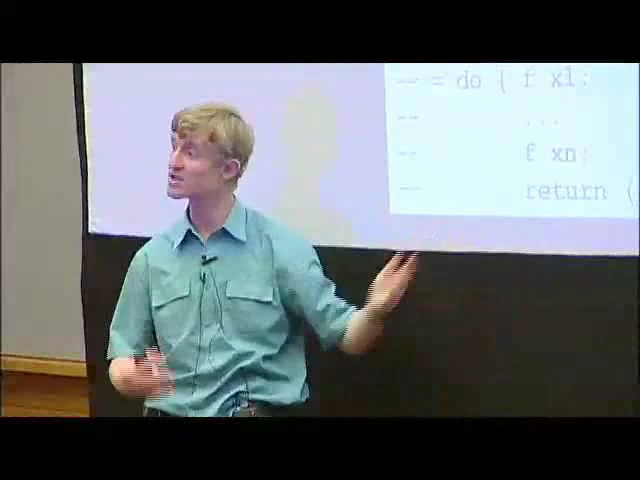 -- = do { f x1;
-- ...
-- f xn;
-- return (